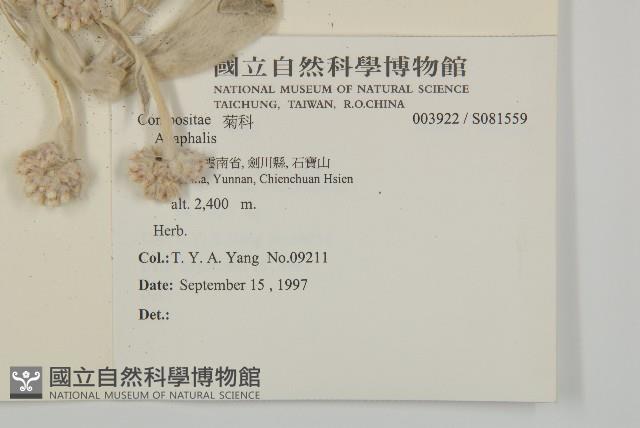 國立自然科學博物館
NATIONAL MUSEUM OF NATURAL SCIENCE
TAICHUNG, TAIWAN, R.O.CHINA
Compositae 菊科 003922 / S081559
Anaphalis
雲南省, 劍川縣, 石寶山
Yunnan, Chienchuan Hsien
alt. 2,400 m.
Herb.
Col.: T. Y. A. Yang No.09211
Date: September 15 , 1997
Det.:
國立自然科學博物館
NATIONAL MUSEUM OF NATURAL SCIENCE